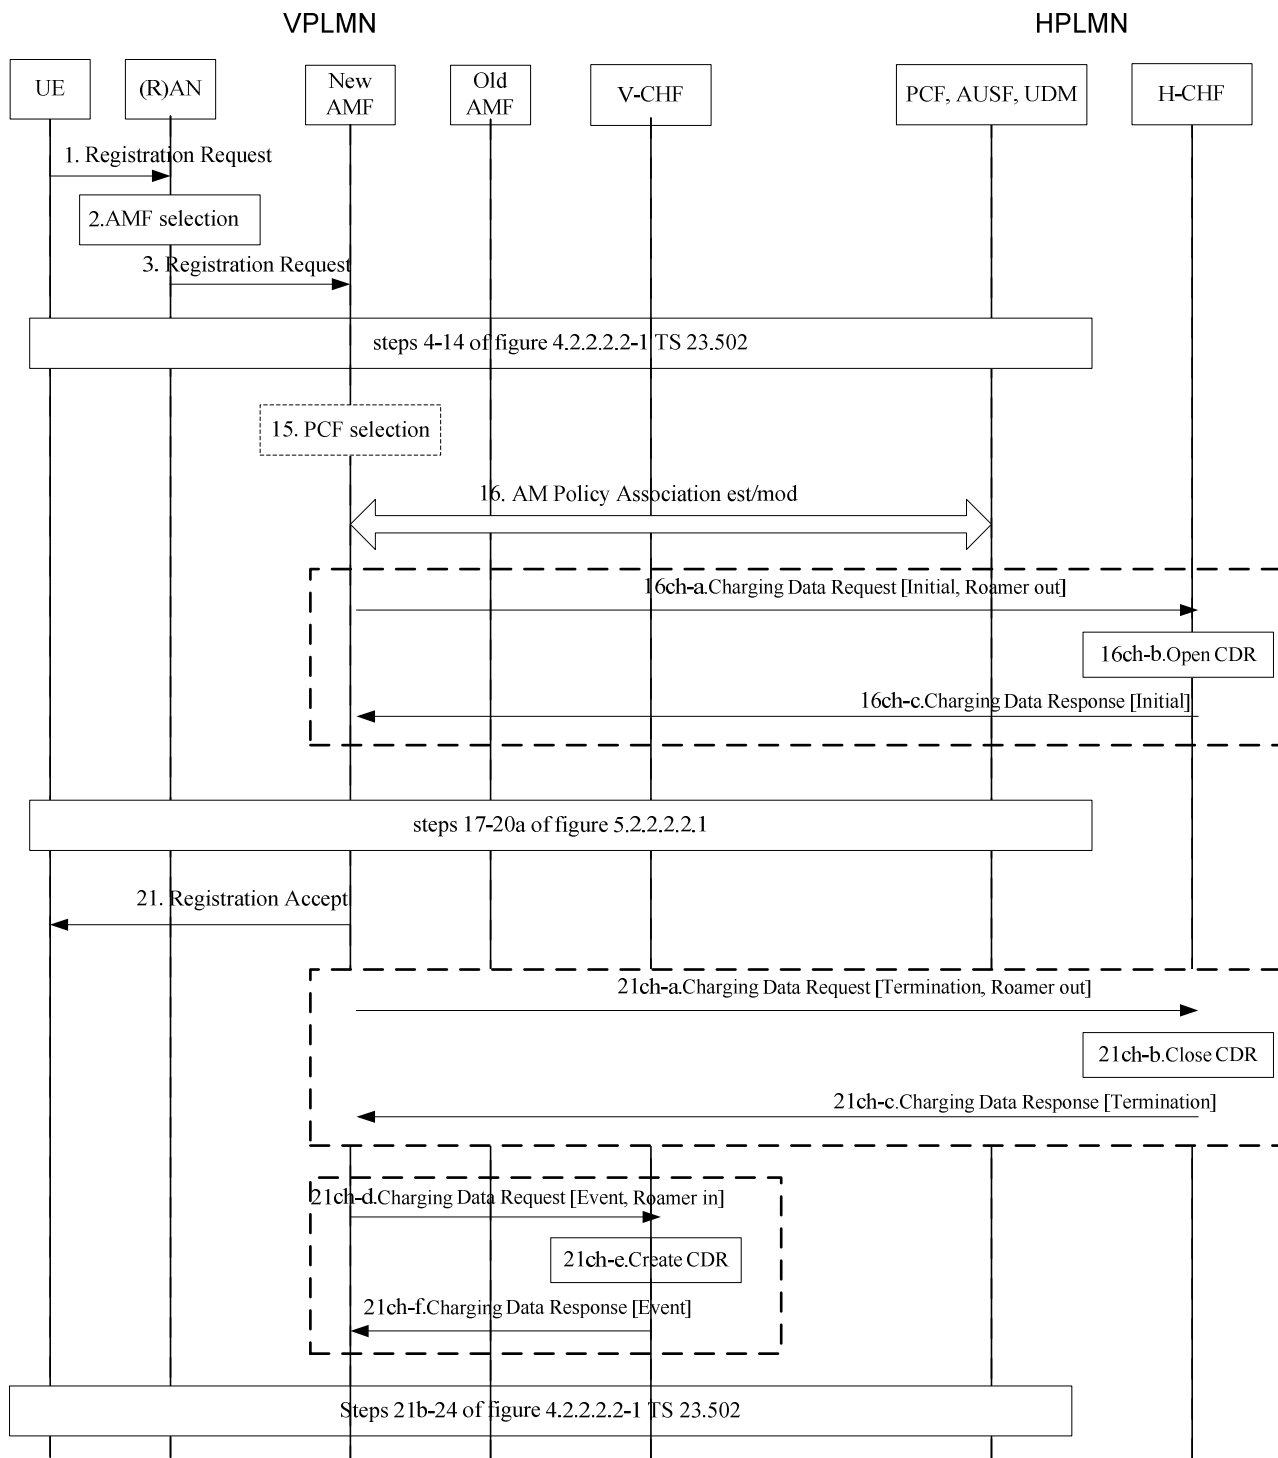 VPLMN
HPLMN
UE
(R)AN
New
AMF
Old
AMF
V-CHF
PCF, AUSF, UDM
H-CHF
1. Registration Request
2.AMF selection
3. Registration Request
steps 4-14 of figure 4.2.2.2.2-1 TS 23.502
15. PCF selection
16. AM Policy Association est/mod
16ch-a.Charging Data Request [Initial, Roamer out]
16ch-b.Open CDR
16ch-c.Charging Data Response [Initial]
steps 17-20a of figure 5.2.2.2.2.1
21. Registration Accept
21ch-a.Charging Data Request [Termination, Roamer out]
21ch-b.Close CDR
21ch-c.Charging Data Response [Termination]
21ch-d.Charging Data Request [Event, Roamer in]
21ch-e.Create CDR
21ch-f.Charging Data Response [Event]
Steps 21b-24 of figure 4.2.2.2.2-1 TS 23.502